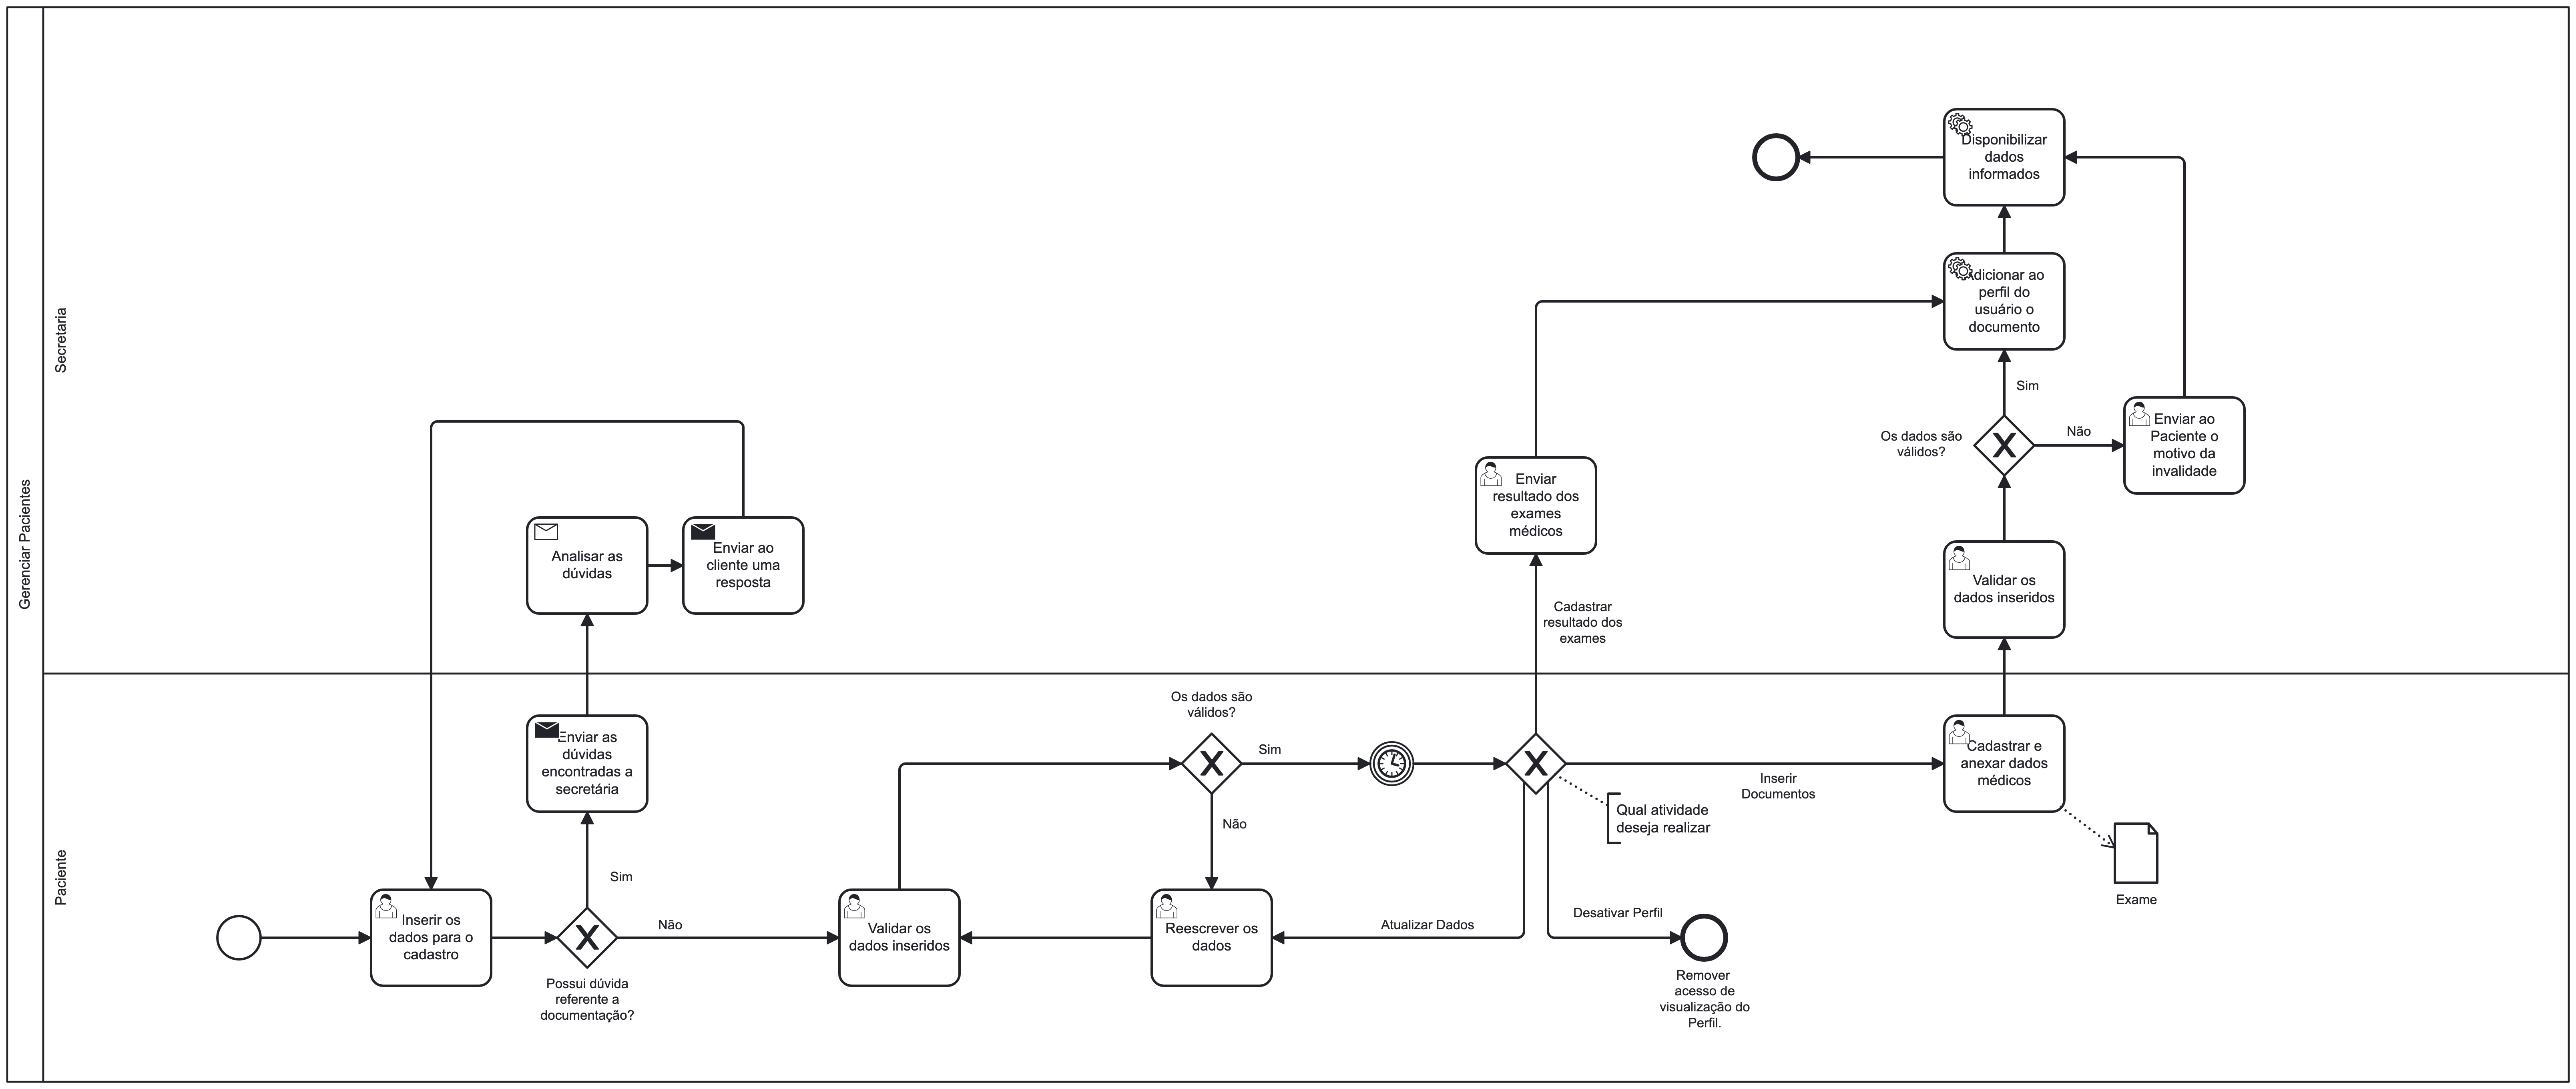 Gerenciar Pacientes
Secretaria
Disponibilizar
dados
informados
Adicionar ao
perfil do
usuário o
documento
Sim
Os dados são
válidos?
Não
Enviar ao
Paciente o
motivo da
invalidade
Enviar
resultado dos
exames
médicos
Analisar as
dúvidas
Enviar ao
cliente uma
resposta
Validar os
dados inseridos
Cadastrar
resultado dos
exames
Paciente
Enviar as
dúvidas
encontradas a
secretária
Os dados são
válidos?
Sim
Não
Inserir
Documentos
Qual atividade
deseja realizar
Cadastrar e
anexar dados
médicos
Exame
Sim
Inserir os
dados para o
cadastro
Não
Possui dúvida
referente a
documentação?
Validar os
dados inseridos
Reescrever os
dados
Atualizar Dados
Desativar Perfil
Remover
acesso de
visualização do
Perfil.